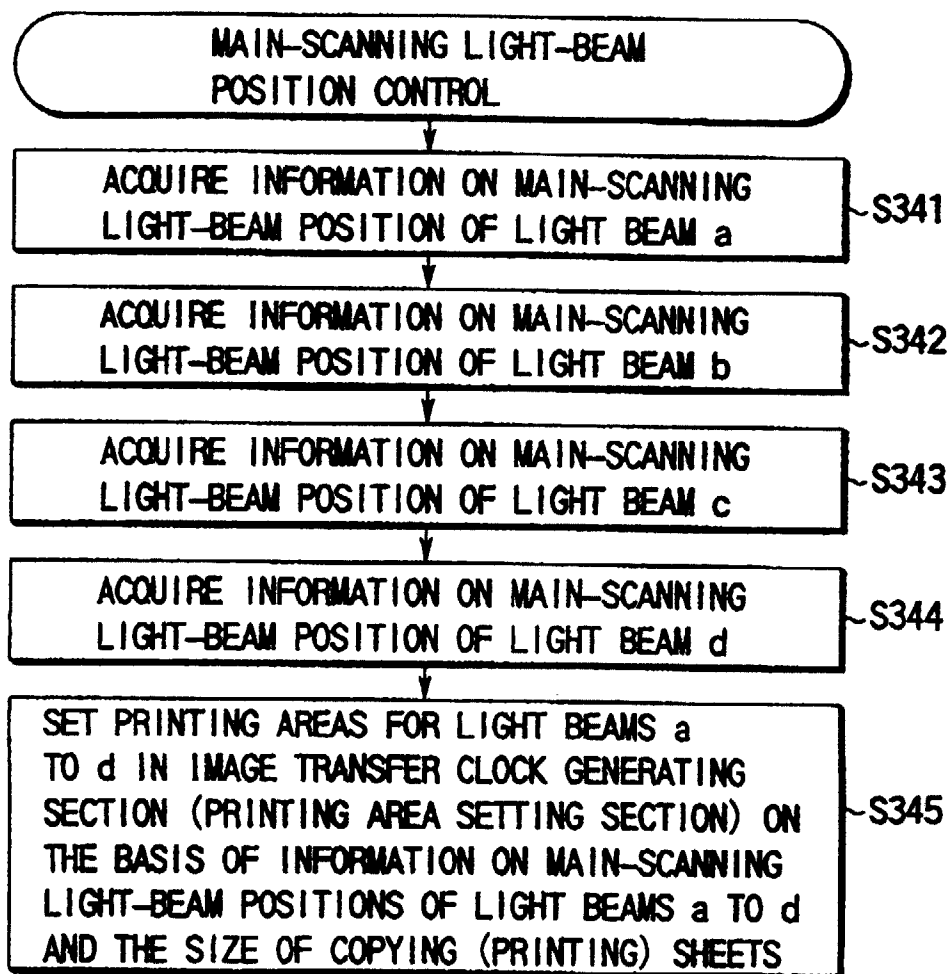 MAIN-SCANNING LIGHT-BEAM
POSITION CONTROL
ACQUIRE INFORMATION ON MAIN-SCANNING
LIGHT-BEAM POSITION OF LIGHT BEAM a
S341
ACQUIRE INFORMATION ON MAIN-SCANNING
LIGHT-BEAM POSITION OF LIGHT BEAM b
S342
ACQUIRE INFORMATION ON MAIN-SCANNING
LIGHT-BEAM POSITION OF LIGHT BEAM c
S343
ACQUIRE INFORMATION ON MAIN-SCANNING
LIGHT-BEAM POSITION OF LIGHT BEAM d
S344
SET PRINTING AREAS FOR LIGHT BEAMS a
TO d IN IMAGE TRANSFER CLOCK GENERATING
SECTION (PRINTING AREA SETTING SECTION) ON
THE BASIS OF INFORMATION ON MAIN-SCANNING
LIGHT-BEAM POSITIONS OF LIGHT BEAMS a TO d
AND THE SIZE OF COPYING (PRINTING) SHEETS
S345